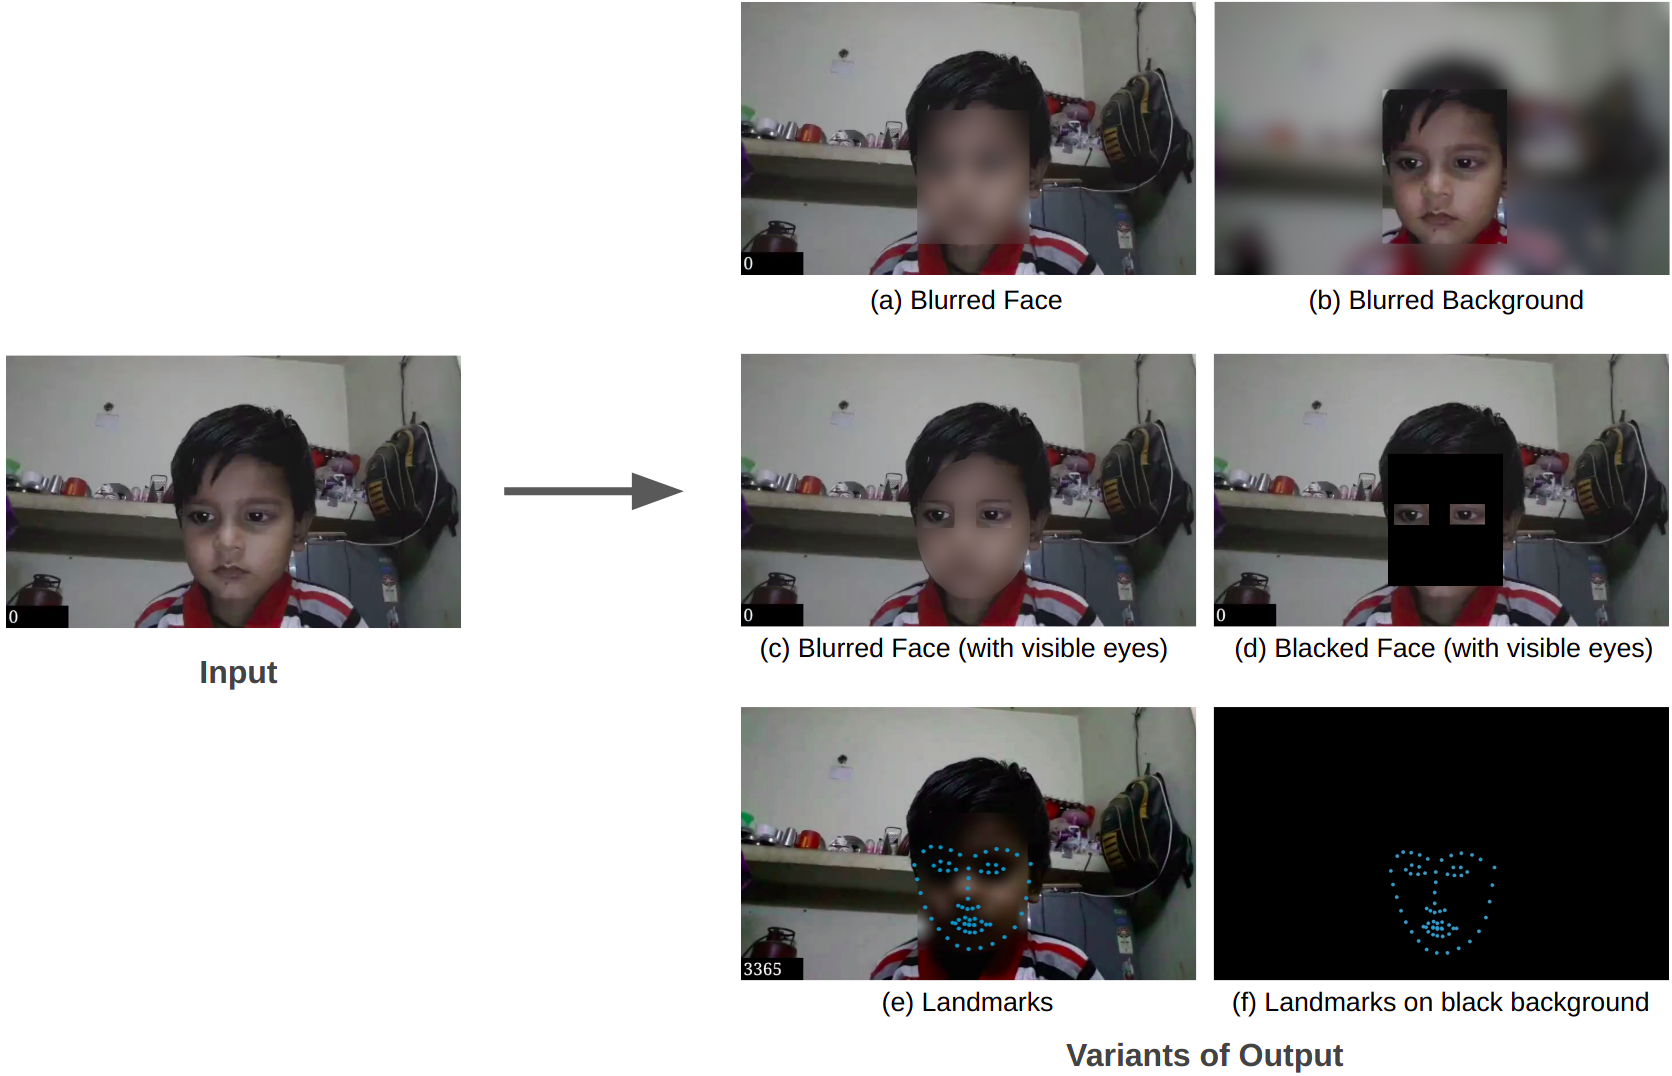 0
(a) Blurred Face
(b) Blurred Background
0
Input
0
(c) Blurred Face (with visible eyes)
0
(d) Blacked Face (with visible eyes)
3365
(e) Landmarks
(f) Landmarks on black background
Variants of Output